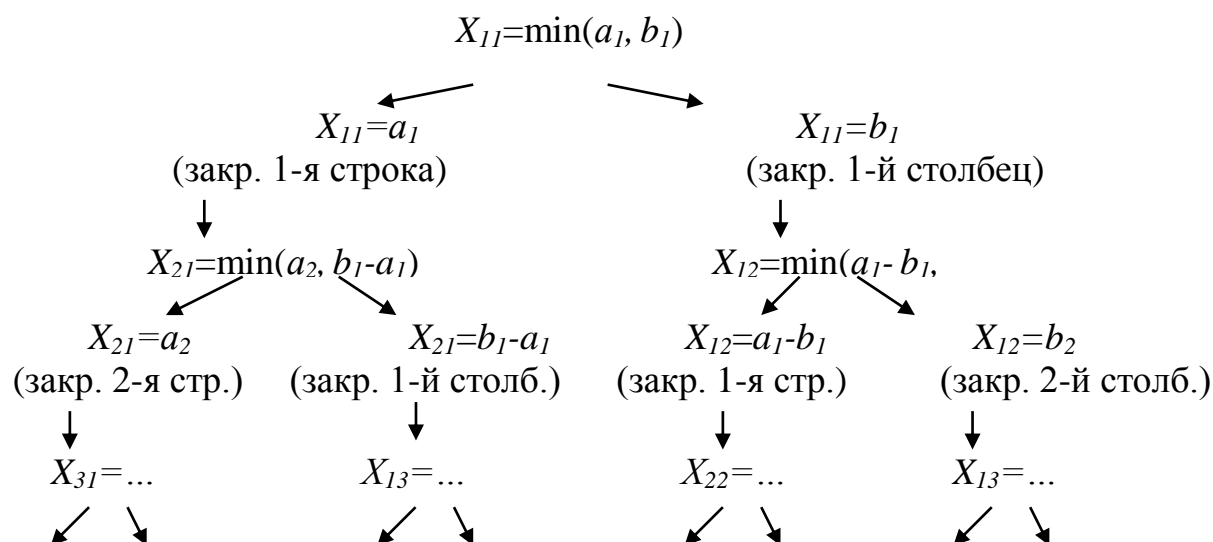 X₁₁=min(a₁, b₁)
X₁₁=a₁ X₁₁=b₁
(закр. 1-я строка) (закр. 1-й столбец)
X₂₁=min(a₂, b₁-a₁) X₁₂=min(a₁- b₁,
X₂₁=a₂ X₂₁=b₁-a₁ X₁₂=a₁-b₁ X₁₂=b₂
(закр. 2-я стр.) (закр. 1-й столб.) (закр. 1-я стр.) (закр. 2-й столб.)
X₃₁=... X₁₃=... X₂₂=... X₁₃=...